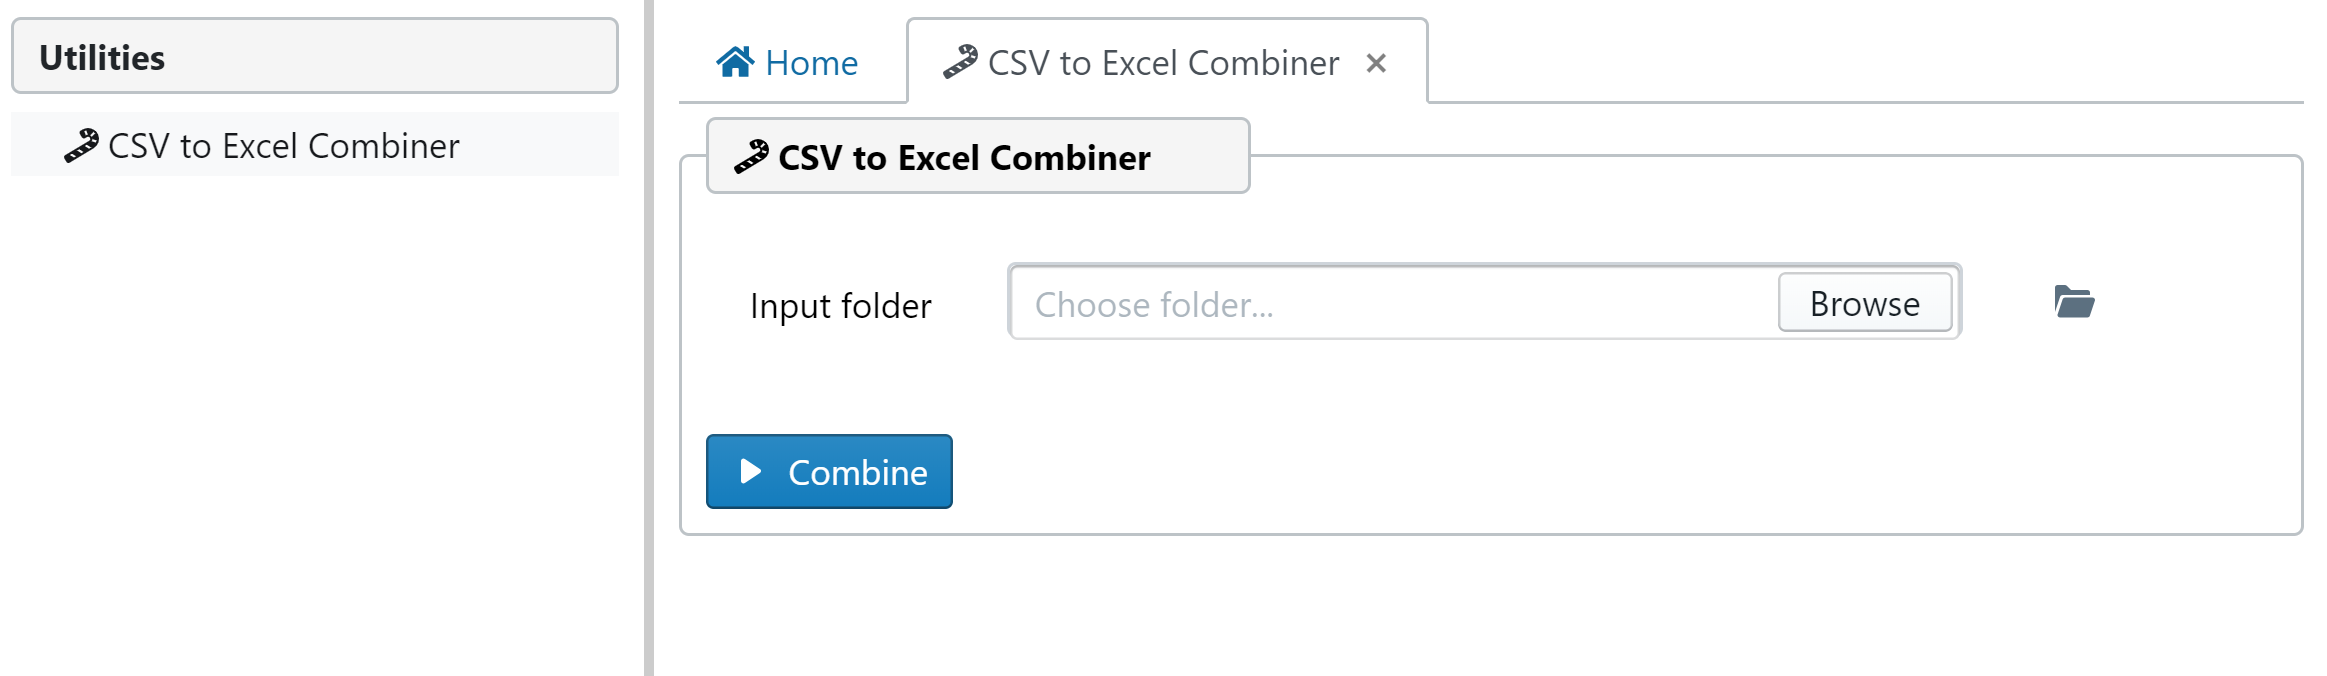 Utilities
CSV to Excel Combiner
Home
CSV to Excel Combiner ×
CSV to Excel Combiner
Input folder
Choose folder...
Browse
Combine